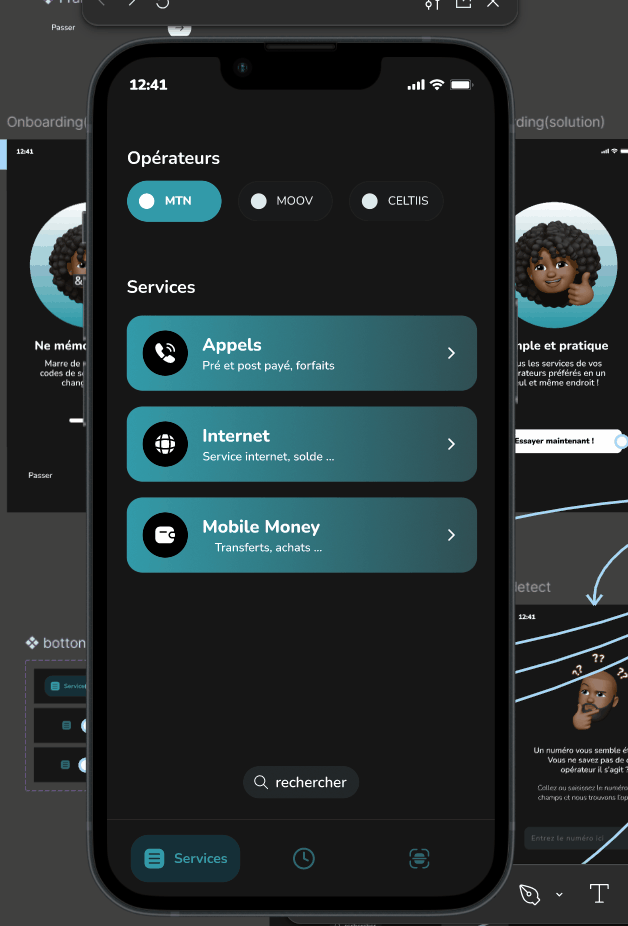 Passer
Onboarding(
ding(solution)
12:41
12:41
Opérateurs
MTN
MOOV
CELTIIS
Services
Appels
Pré et post payé, forfaits
Internet
Service internet, solde ...
Mobile Money
Transferts, achats ...
rechercher
Services
Ne mémo
Marre de
codes de s
chang
Passer
mple et pratique
us les services de vos
rateurs préférés en un
ul et même endroit !
Essayer maintenant !
botton
Services
detect
12:41
??
??
??
Un numéro vous semble ét
Vous ne savez pas de
opérateur il s'agit ?
Collez ou saisissez le numéro
champs et nous trouvons l'op
Entrez le numéro ici
T